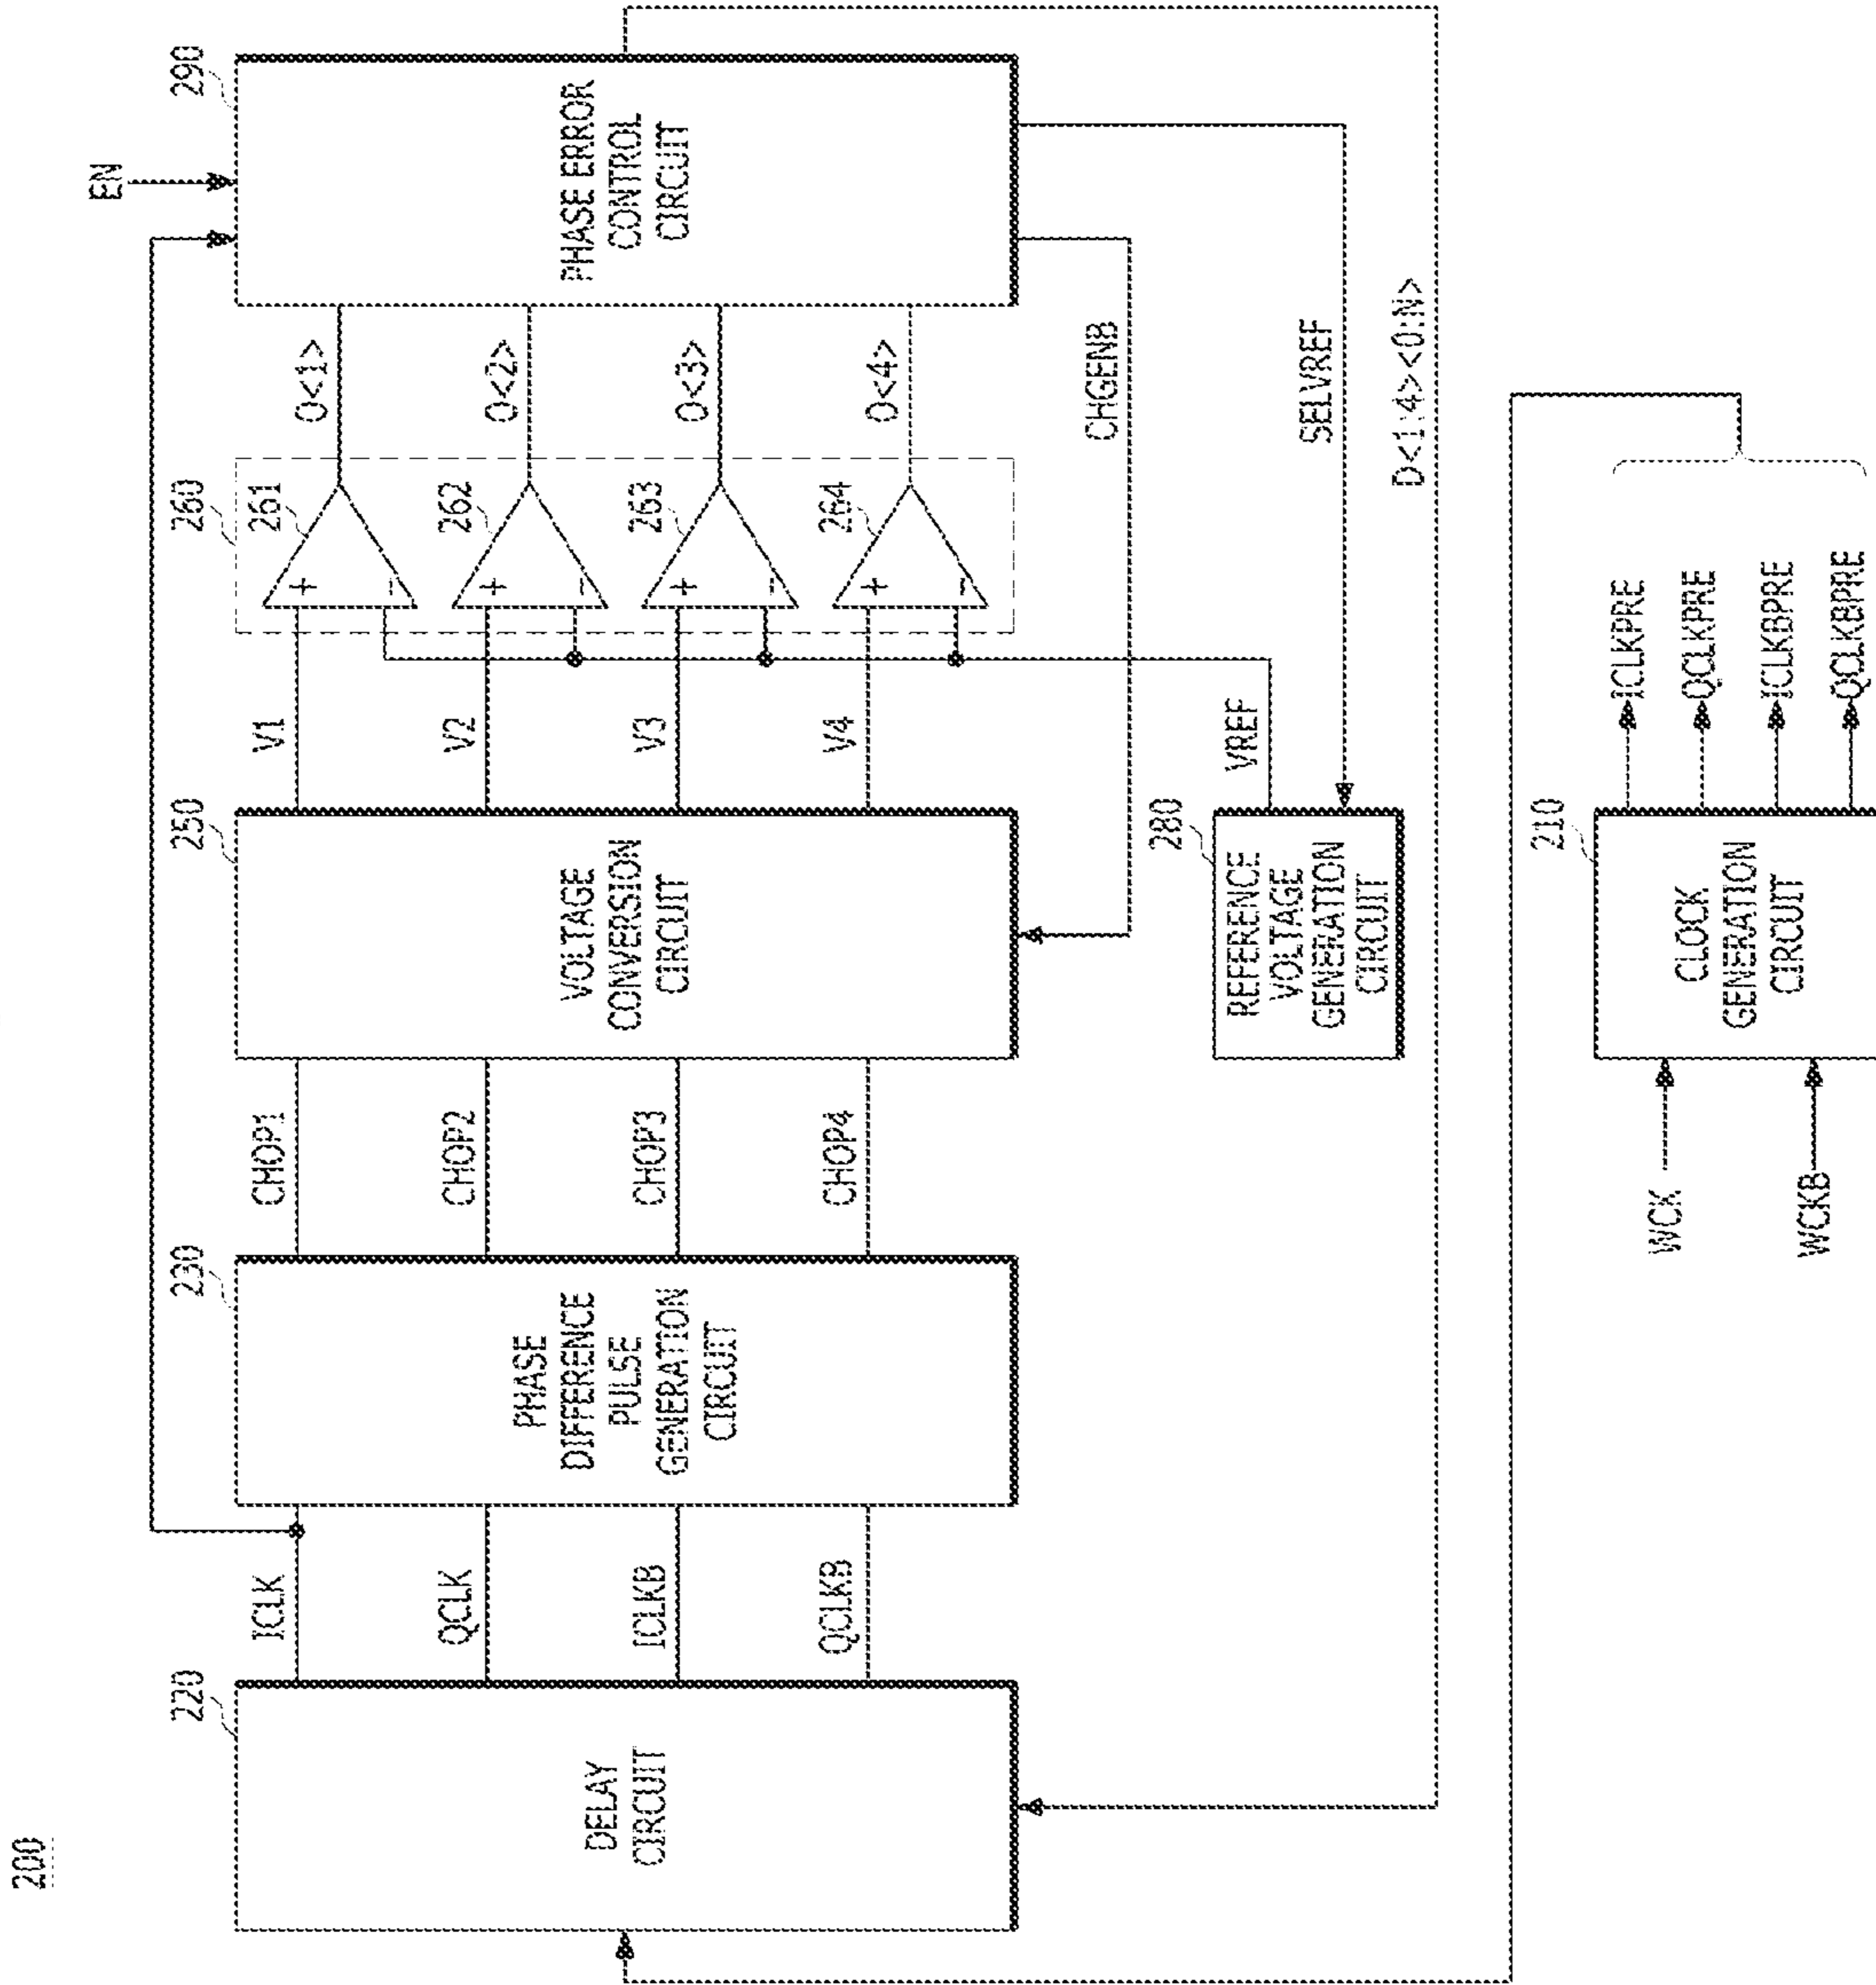 200
220
DELAY
CIRCUIT
ICLK
QCLK
ICLKB
QCLKB
230
PHASE
DIFFERENCE
PULSE
GENERATION
CIRCUIT
CHOP1
CHOP2
CHOP3
CHOP4
250
VOLTAGE
CONVERSION
CIRCUIT
V1
V2
V3
V4
260
261
262
263
264
+
-
+
-
+
-
+
-
O<1>
O<2>
O<3>
O<4>
EN
290
PHASE ERROR
CONTROL
CIRCUIT
CHGENB
SELVREF
D<1:4><0:N>
VREF
280
REFERENCE
VOLTAGE
GENERATION
CIRCUIT
WCK
WCKB
210
CLOCK
GENERATION
CIRCUIT
ICLKPRE
QCLKPRE
ICLKBPRE
QCLKBPRE